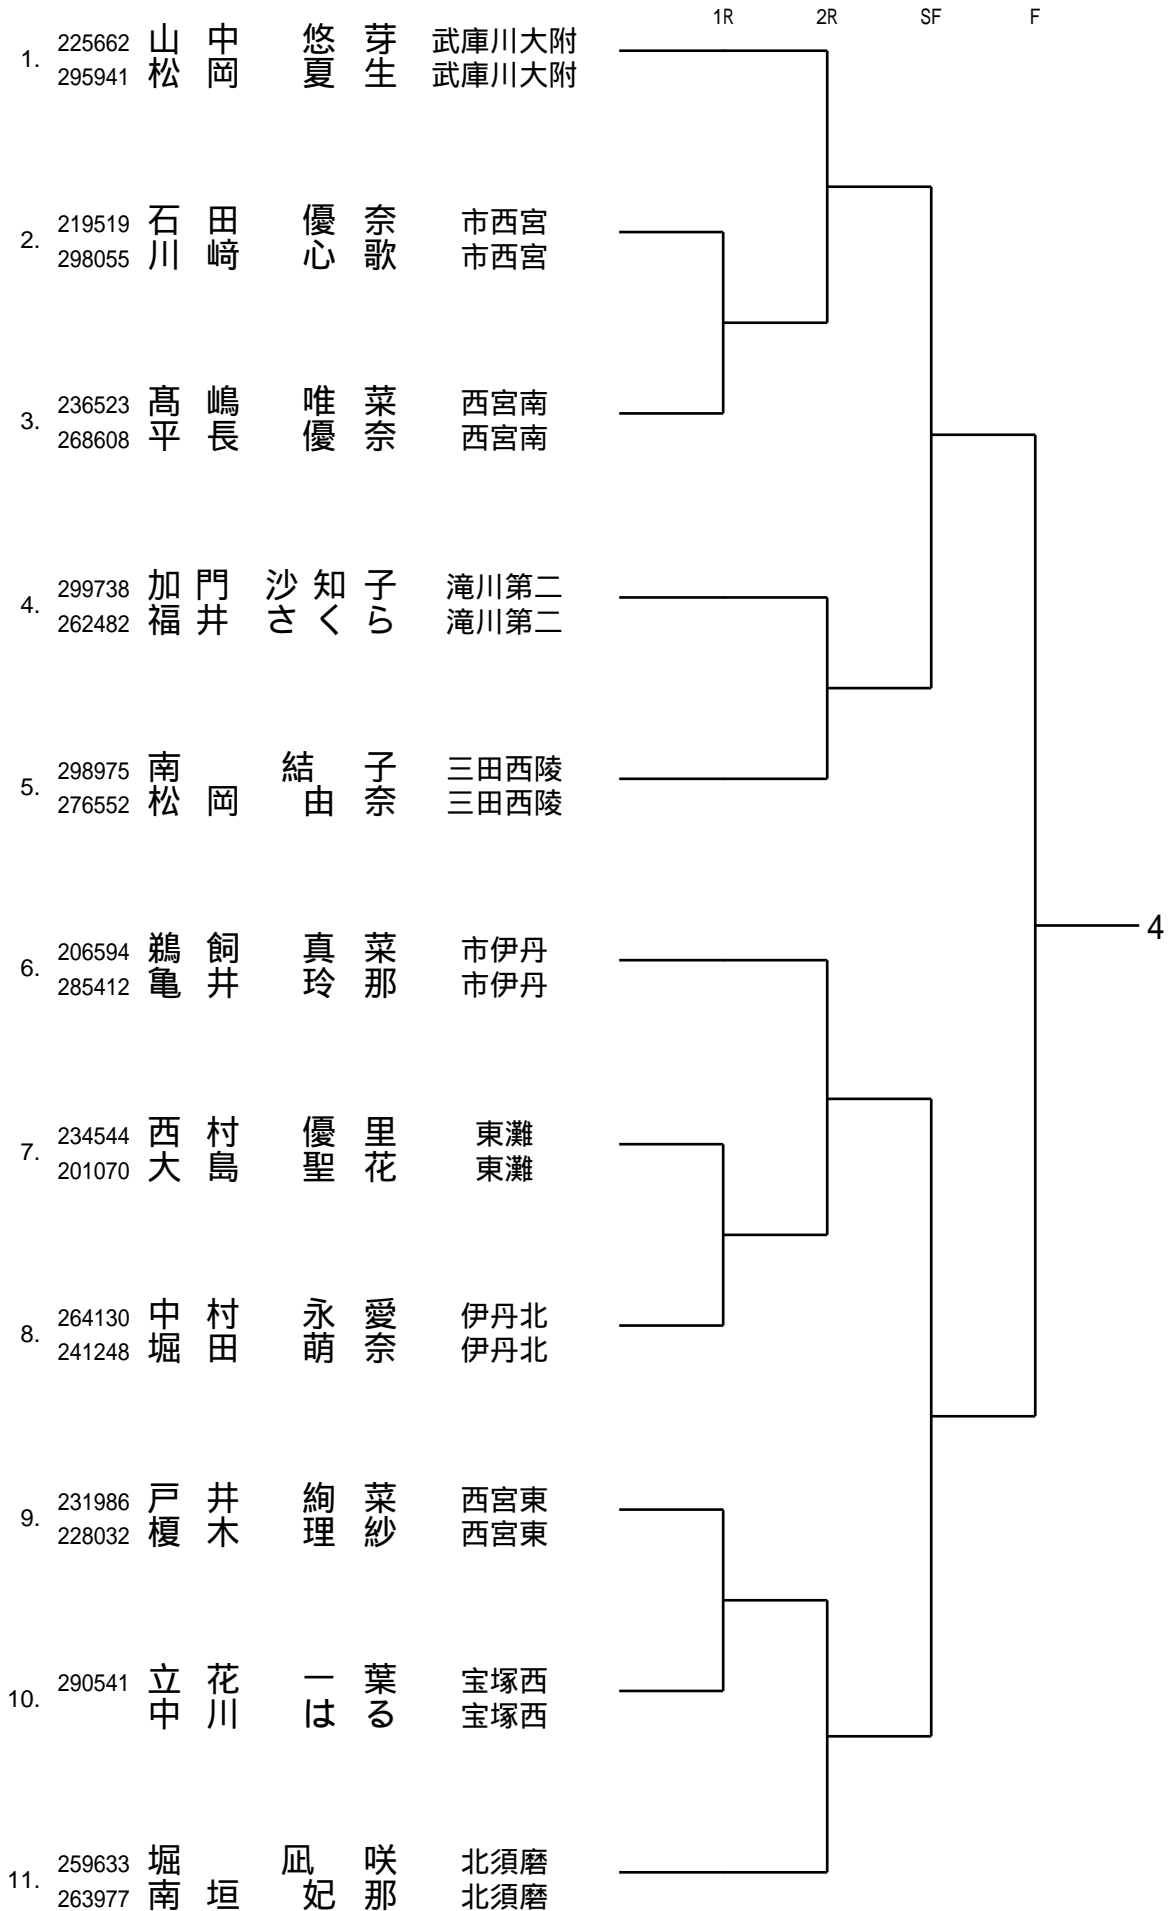 1R 2R SF F
1. 225662 山中 悠芽 武庫川大附
295941 松岡 夏生 武庫川大附
2. 219519 石田 優奈 市西宮
298055 川﨑 心歌 市西宮
3. 236523 髙嶋 唯菜 西宮南
268608 平長 優奈 西宮南
4. 299738 加門 沙知子 滝川第二
262482 福井 さくら 滝川第二
5. 298975 南 結子 三田西陵
276552 松岡 由奈 三田西陵
4
6. 206594 鵜飼 真菜 市伊丹
285412 亀井 玲那 市伊丹
7. 234544 西村 優里 東灘
201070 大島 聖花 東灘
8. 264130 中村 永愛 伊丹北
241248 堀田 萌奈 伊丹北
9. 231986 戸井 絢菜 西宮東
228032 榎木 理紗 西宮東
10. 290541 立花 一葉 宝塚西
中川 はる 宝塚西
11. 259633 堀 凪咲 北須磨
263977 南垣 妃那 北須磨